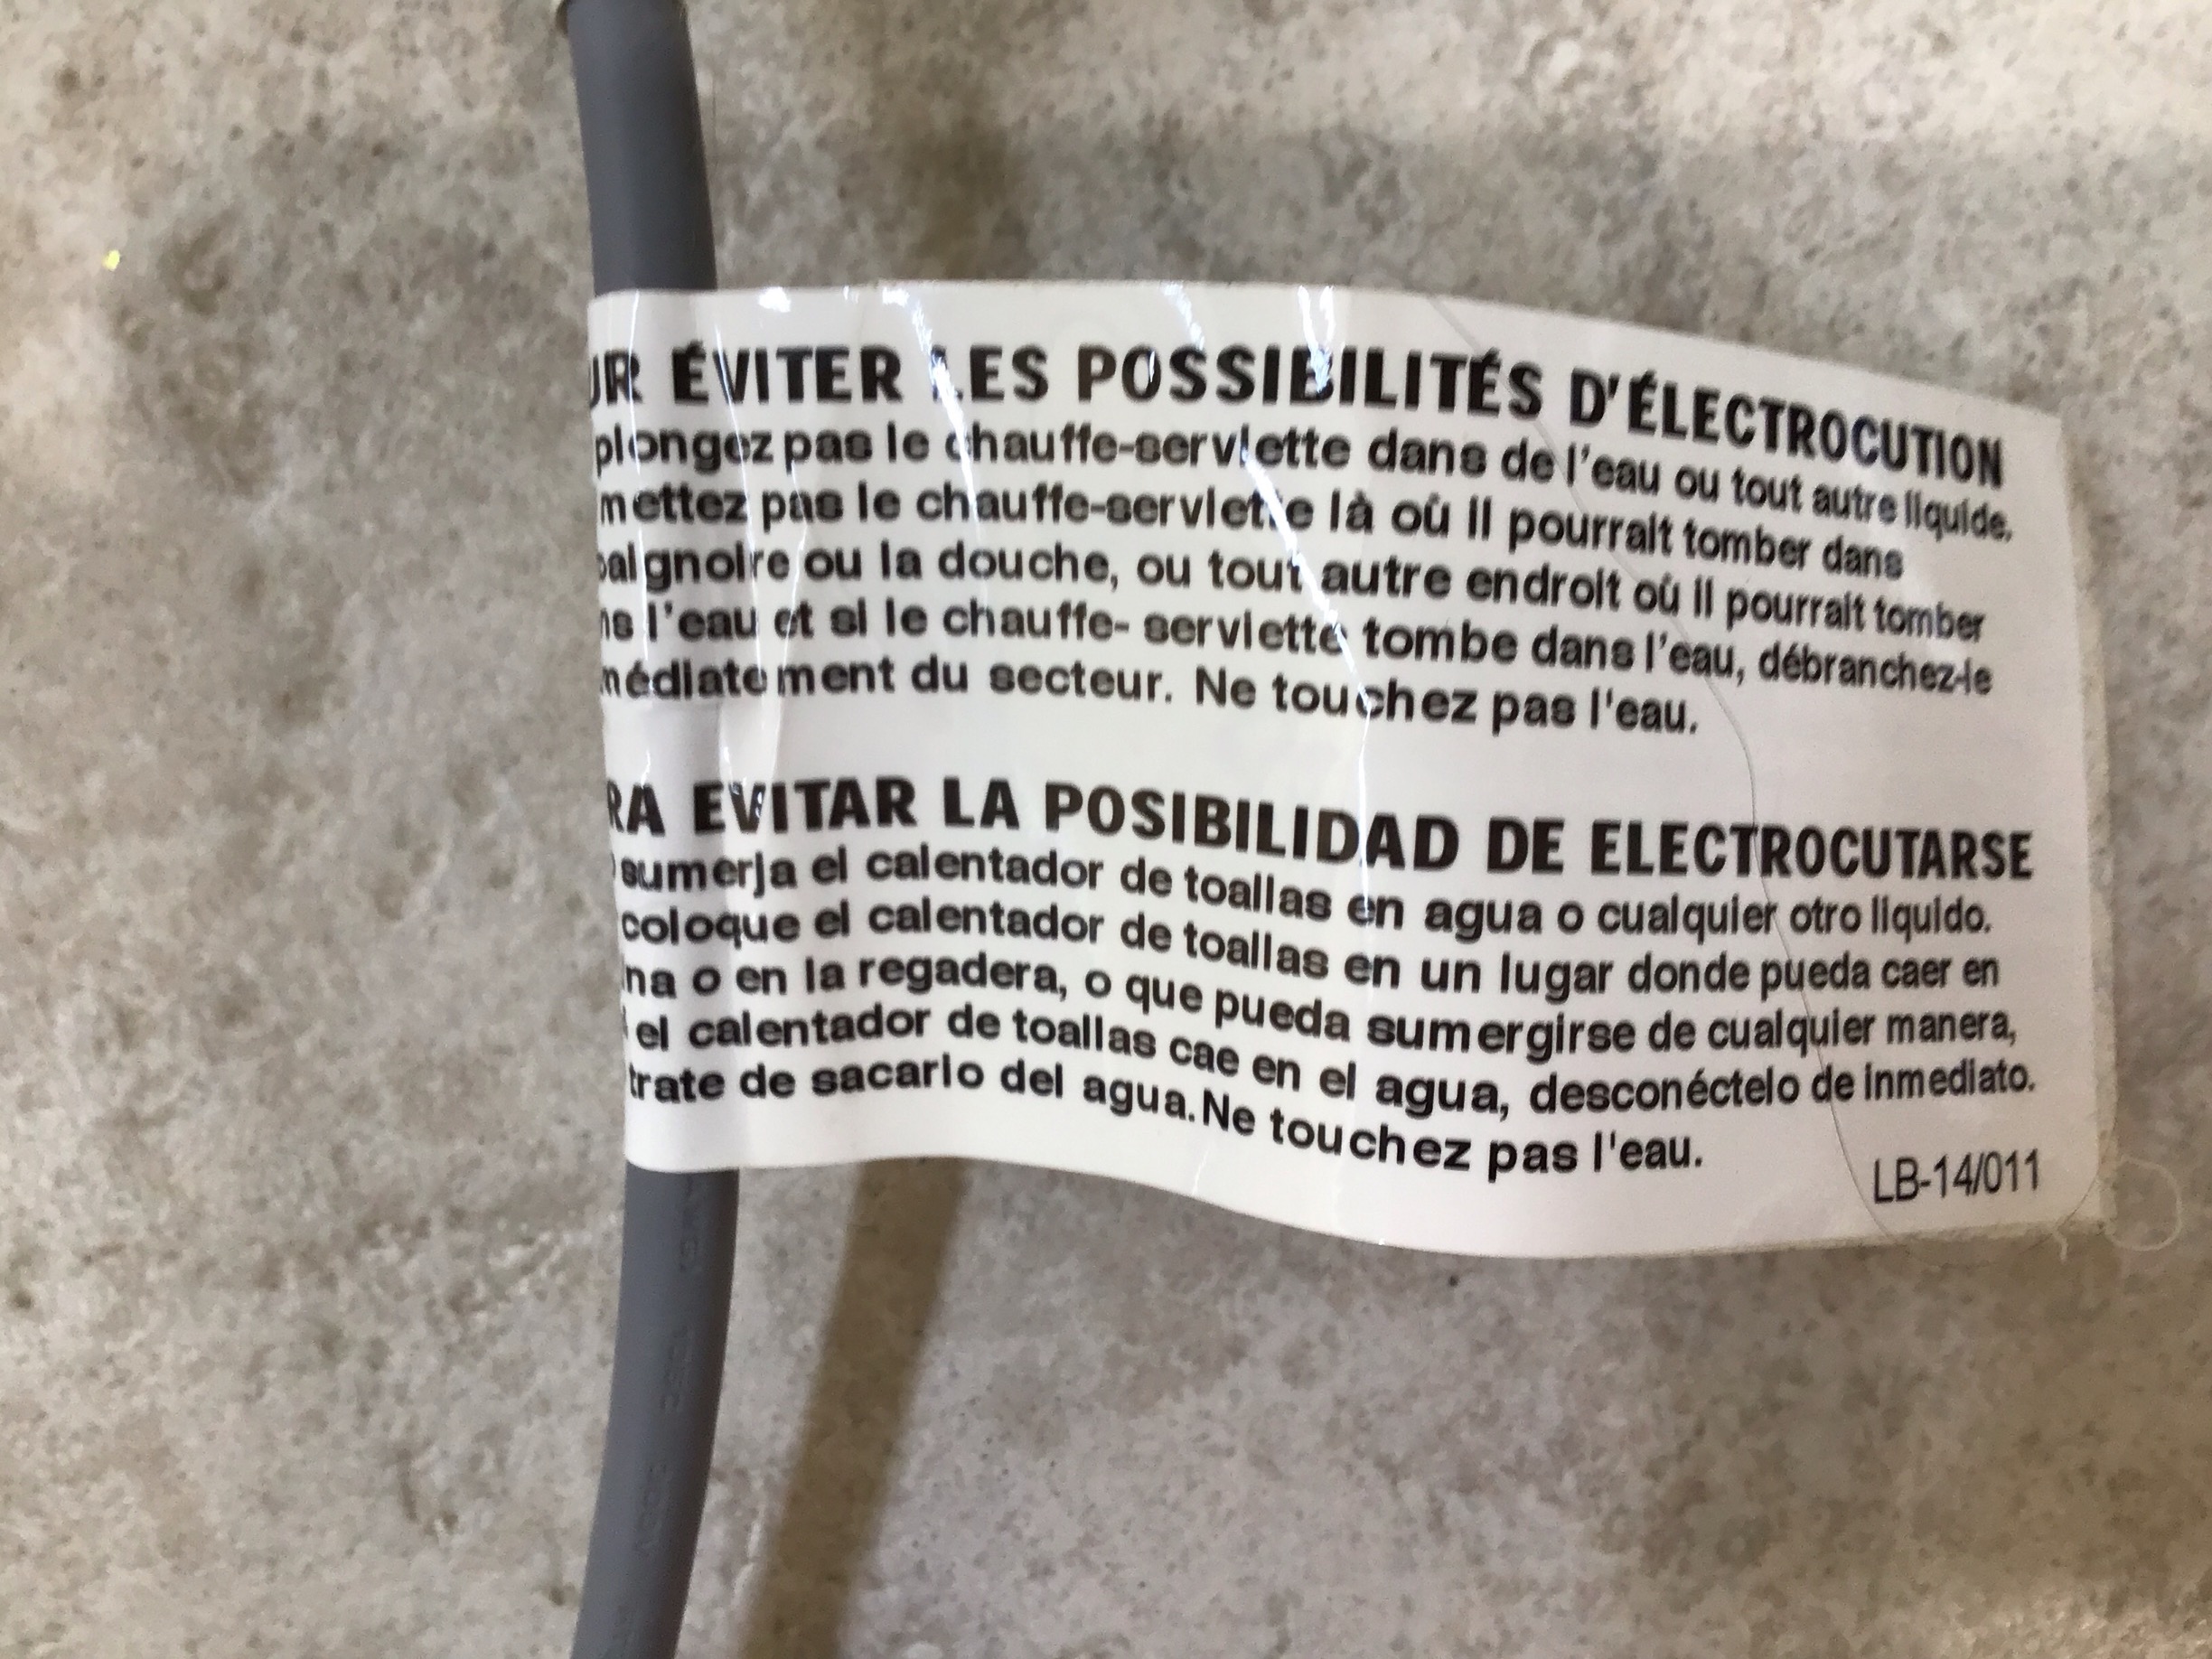 UR ÉVITER LES POSSIBILITÉS D'ÉLECTROCUTION
plongez pas le chauffe-serviette dans de l'eau ou tout autre liquide.
mettez pas le chauffe-serviette là où il pourrait tomber dans
baignoire ou la douche, ou tout autre endroit où il pourrait tomber
ns l'eau et si le chauffe- serviette tombe dans l'eau, débranchez-le
médiatement du secteur. Ne touchez pas l'eau.
RA EVITAR LA POSIBILIDAD DE ELECTROCUTARSE
sumerja el calentador de toallas en agua o cualquier otro liquido.
coloque el calentador de toallas en un lugar donde pueda caer en
na o en la regadera, o que pueda sumergirse de cualquier manera,
el calentador de toallas cae en el agua, desconéctelo de inmediato.
trate de sacarlo del agua. Ne touchez pas l'eau.
LB-14/011